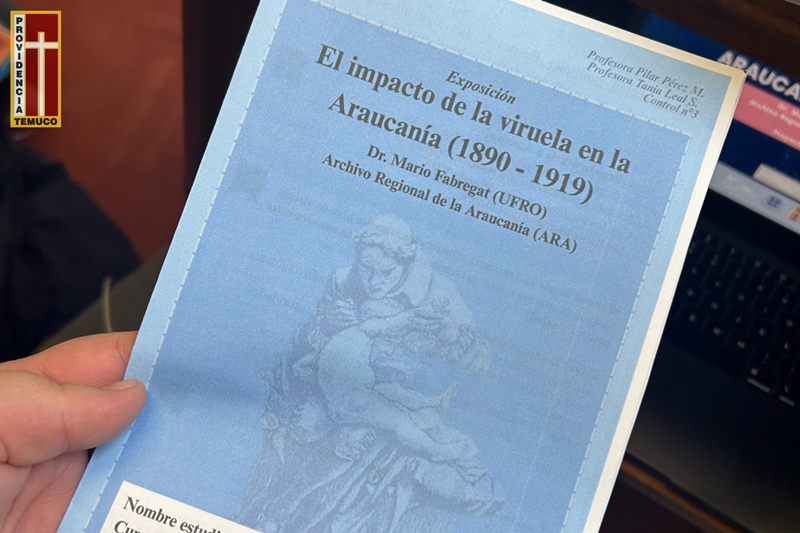 PROVIDENCIA
TEMUCO
Profesora Pilar Pérez M.
Profesora Tania Leal S.
Control nº3
Exposición
El impacto de la viruela en la
Araucanía (1890 - 1919)
Dr. Mario Fabregat (UFRO)
Archivo Regional de la Araucanía (ARA)
Nombre
ARAUCA